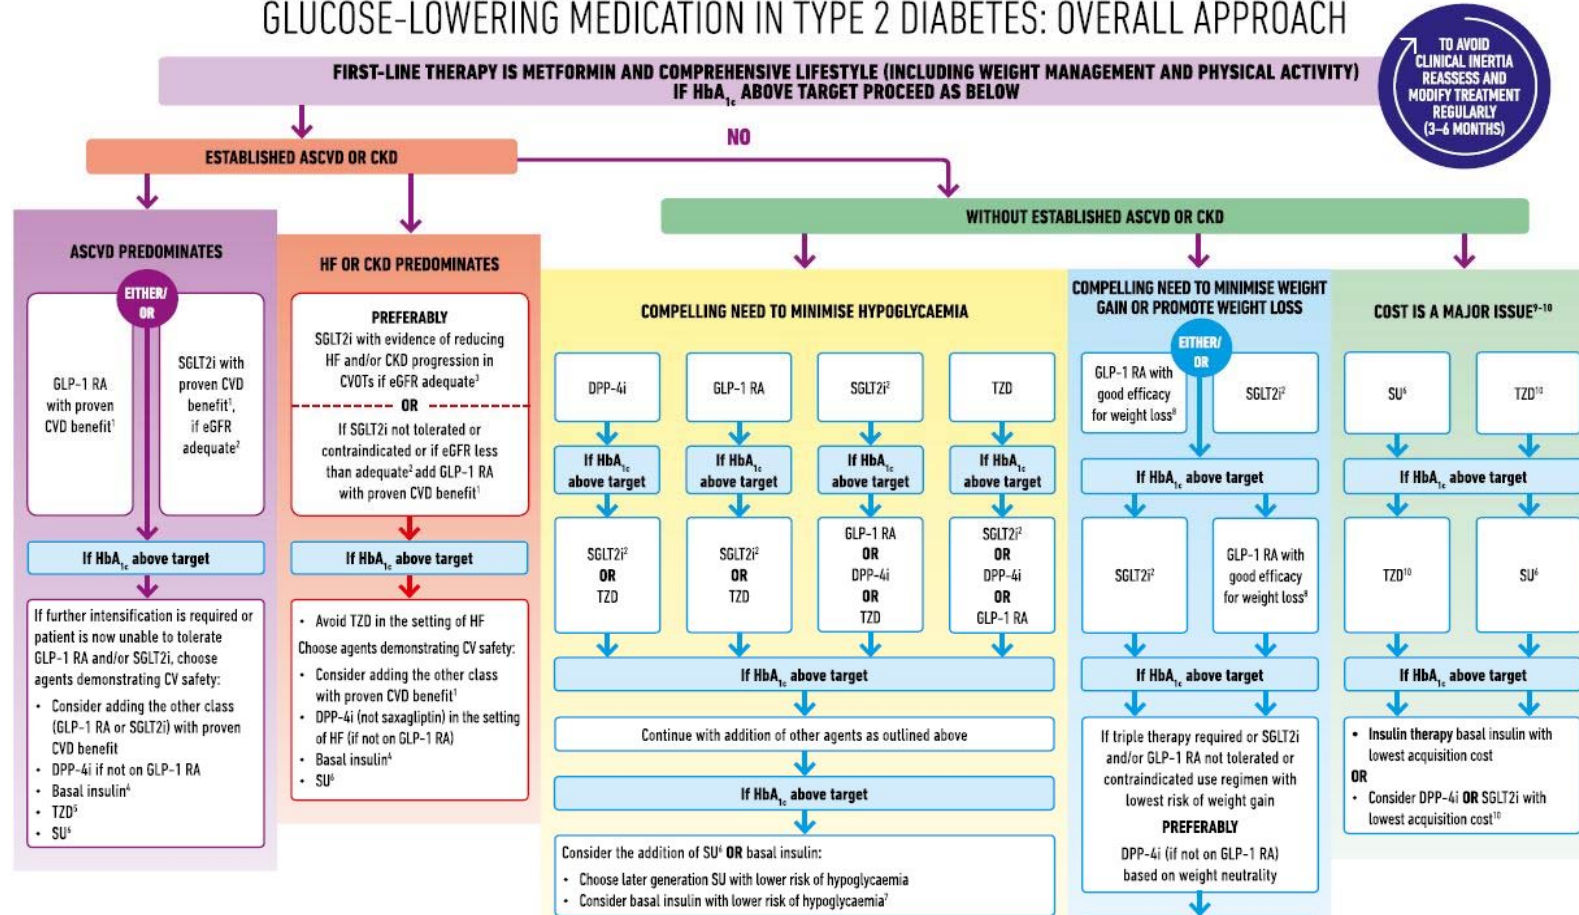 GLUCOSE-LOWERING MEDICATION IN TYPE 2 DIABETES: OVERALL APPROACH
TO AVOID
CLINICAL INERTIA
REASSESS AND
MODIFY TREATMENT
REGULARLY
(3–6 MONTHS)
FIRST-LINE THERAPY IS METFORMIN AND COMPREHENSIVE LIFESTYLE (INCLUDING WEIGHT MANAGEMENT AND PHYSICAL ACTIVITY)
IF HbA1c ABOVE TARGET PROCEED AS BELOW
NO
ESTABLISHED ASCVD OR CKD
WITHOUT ESTABLISHED ASCVD OR CKD
ASCVD PREDOMINATES
EITHER/
OR
GLP-1 RA
with proven
CVD benefit¹
SGLT2i with
proven CVD
benefit¹,
if eGFR
adequate²
If HbA1c above target
If further intensification is required or
patient is now unable to tolerate
GLP-1 RA and/or SGLT2i, choose
agents demonstrating CV safety:
• Consider adding the other class
(GLP-1 RA or SGLT2i) with proven
CVD benefit
• DPP-4i if not on GLP-1 RA
• Basal insulin⁴
• TZD⁵
• SU⁶
HF OR CKD PREDOMINATES
PREFERABLY
SGLT2i with evidence of reducing
HF and/or CKD progression in
CVOTs if eGFR adequate³
OR
If SGLT2i not tolerated or
contraindicated or if eGFR less
than adequate² add GLP-1 RA
with proven CVD benefit¹
If HbA1c above target
• Avoid TZD in the setting of HF
Choose agents demonstrating CV safety:
• Consider adding the other class
with proven CVD benefit¹
• DPP-4i (not saxagliptin) in the setting
of HF (if not on GLP-1 RA)
• Basal insulin⁴
• SU⁶
COMPELLING NEED TO MINIMISE HYPOGLYCAEMIA
DPP-4i
If HbA1c
above target
SGLT2i²
OR
TZD
GLP-1 RA
If HbA1c
above target
SGLT2i²
OR
TZD
SGLT2i²
If HbA1c
above target
GLP-1 RA
OR
DPP-4i
OR
TZD
TZD
If HbA1c
above target
SGLT2i²
OR
DPP-4i
OR
GLP-1 RA
If HbA1c above target
Continue with addition of other agents as outlined above
If HbA1c above target
Consider the addition of SU⁶ OR basal insulin:
• Choose later generation SU with lower risk of hypoglycaemia
• Consider basal insulin with lower risk of hypoglycaemia⁷
COMPELLING NEED TO MINIMISE WEIGHT
GAIN OR PROMOTE WEIGHT LOSS
EITHER/
OR
GLP-1 RA with
good efficacy
for weight loss⁸
SGLT2i²
If HbA1c above target
SGLT2i²
GLP-1 RA with
good efficacy
for weight loss⁸
If HbA1c above target
If triple therapy required or SGLT2i
and/or GLP-1 RA not tolerated or
contraindicated use regimen with
lowest risk of weight gain
PREFERABLY
DPP-4i (if not on GLP-1 RA)
based on weight neutrality
COST IS A MAJOR ISSUE⁹⁻¹⁰
SU⁶
TZD¹⁰
If HbA1c above target
TZD¹⁰
SU⁶
If HbA1c above target
• Insulin therapy basal insulin with
lowest acquisition cost
OR
• Consider DPP-4i OR SGLT2i with
lowest acquisition cost¹⁰